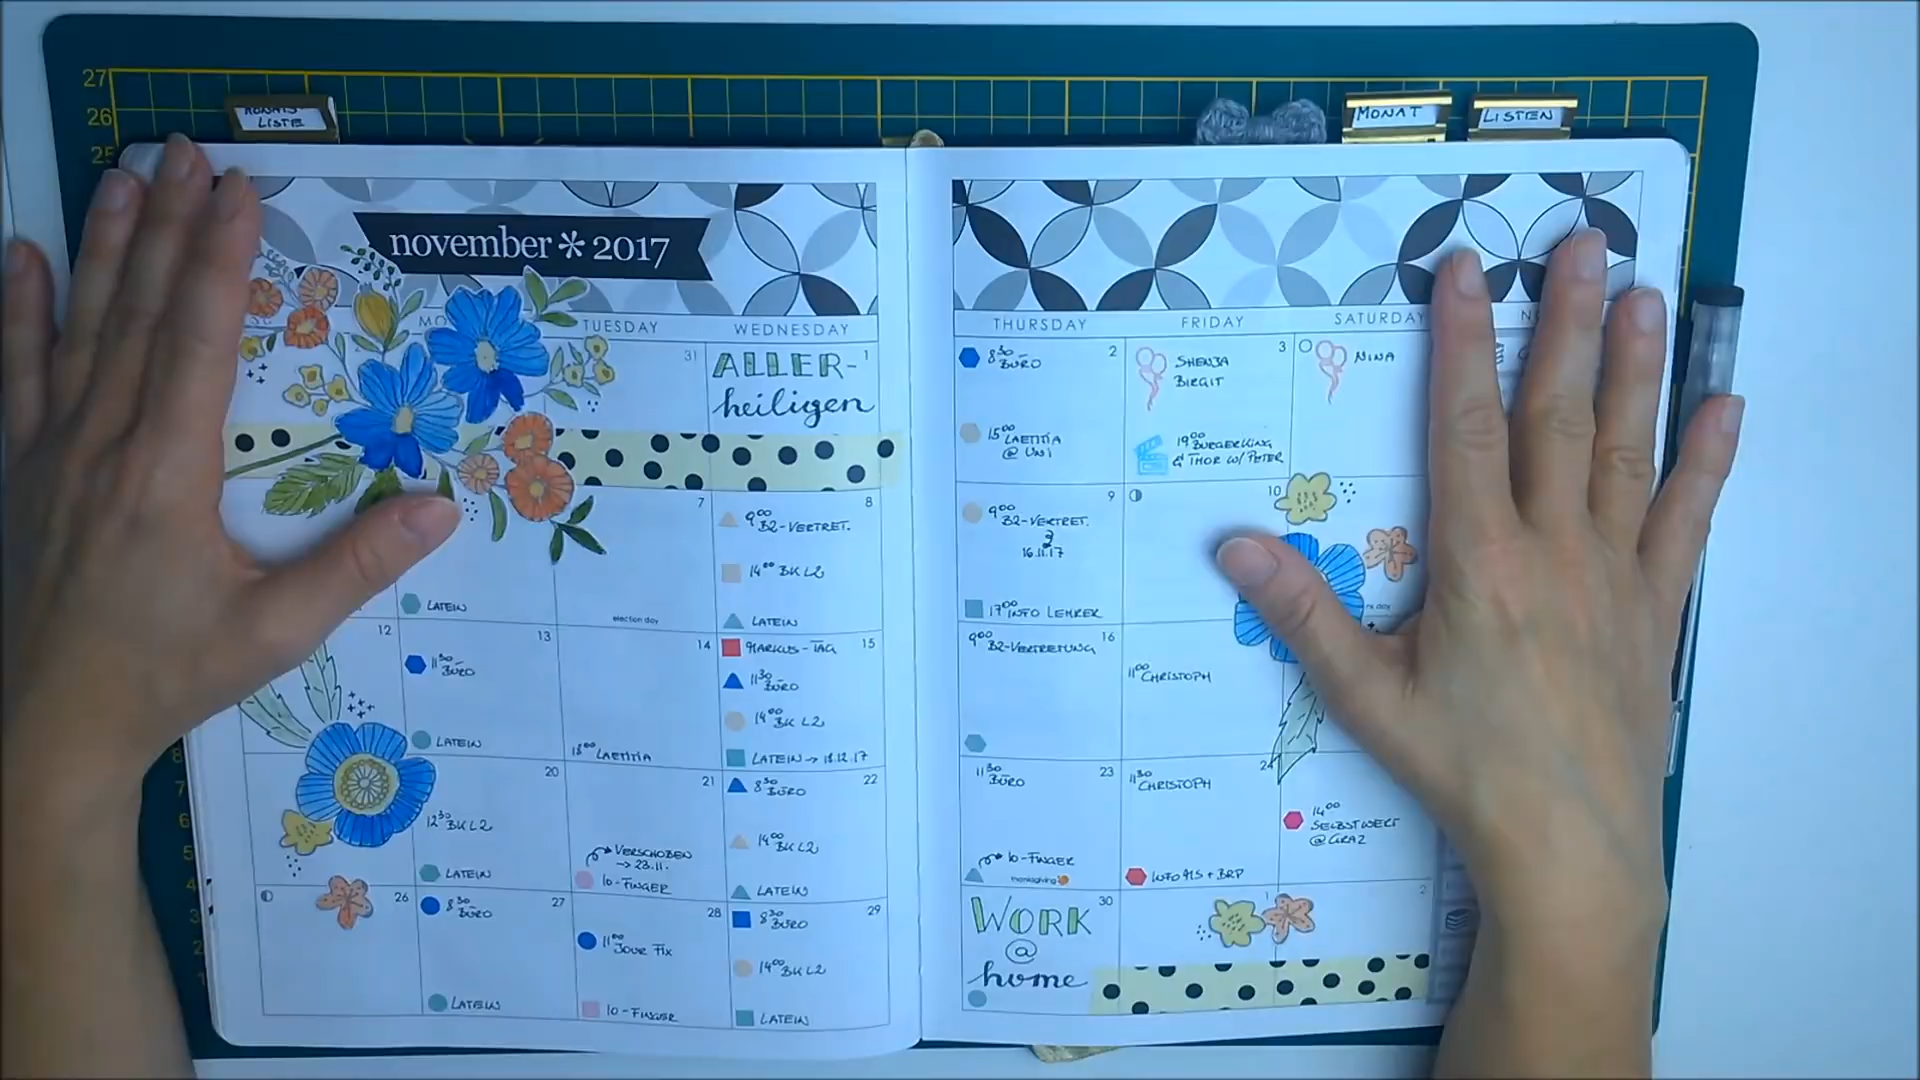 27
26
25
LISTE
MONAT
LISTEN
november * 2017
TUESDAY
WEDNESDAY
THURSDAY
FRIDAY
SATURDAY
31
1
ALLER-
heiligen
2
8³⁰ BÜRO
15⁰⁰ LAETITIA
@ UNI
3
SHENJA
BIRGIT
19⁰⁰ BURGERKING
& THOR W/ PETER
NINA
LATEIN
7
election day
8
9⁰⁰ B2-VERTRET.
14⁰⁰ BK L2
LATEIN
9
9⁰⁰ B2-VERTRET.
16.11.17
17⁰⁰ INFO LEHRER
10
12
13
11³⁰ BÜRO
LATEIN
14
18⁰⁰ LAETITIA
15
MARKUS-TAG
11³⁰ BÜRO
14⁰⁰ BK L2
LATEIN → 18.12.17
16
9⁰⁰ B2-VERTRETUNG
11⁰⁰ CHRISTOPH
20
12³⁰ BK L2
LATEIN
21
VERSCHOBEN
→ 23.11.
10-FINGER
22
8³⁰ BÜRO
14⁰⁰ BK L2
LATEIN
23
11³⁰ BÜRO
10-FINGER
thanksgiving
24
11³⁰ CHRISTOPH
INFO 9IS + BRP
14⁰⁰
SELBSTWERT
@ GRAZ
26
27
8³⁰ BÜRO
LATEIN
28
11⁰⁰ JOUR FIX
10-FINGER
29
8³⁰ BÜRO
14⁰⁰ BK L2
LATEIN
30
WORK
@
home
1
2